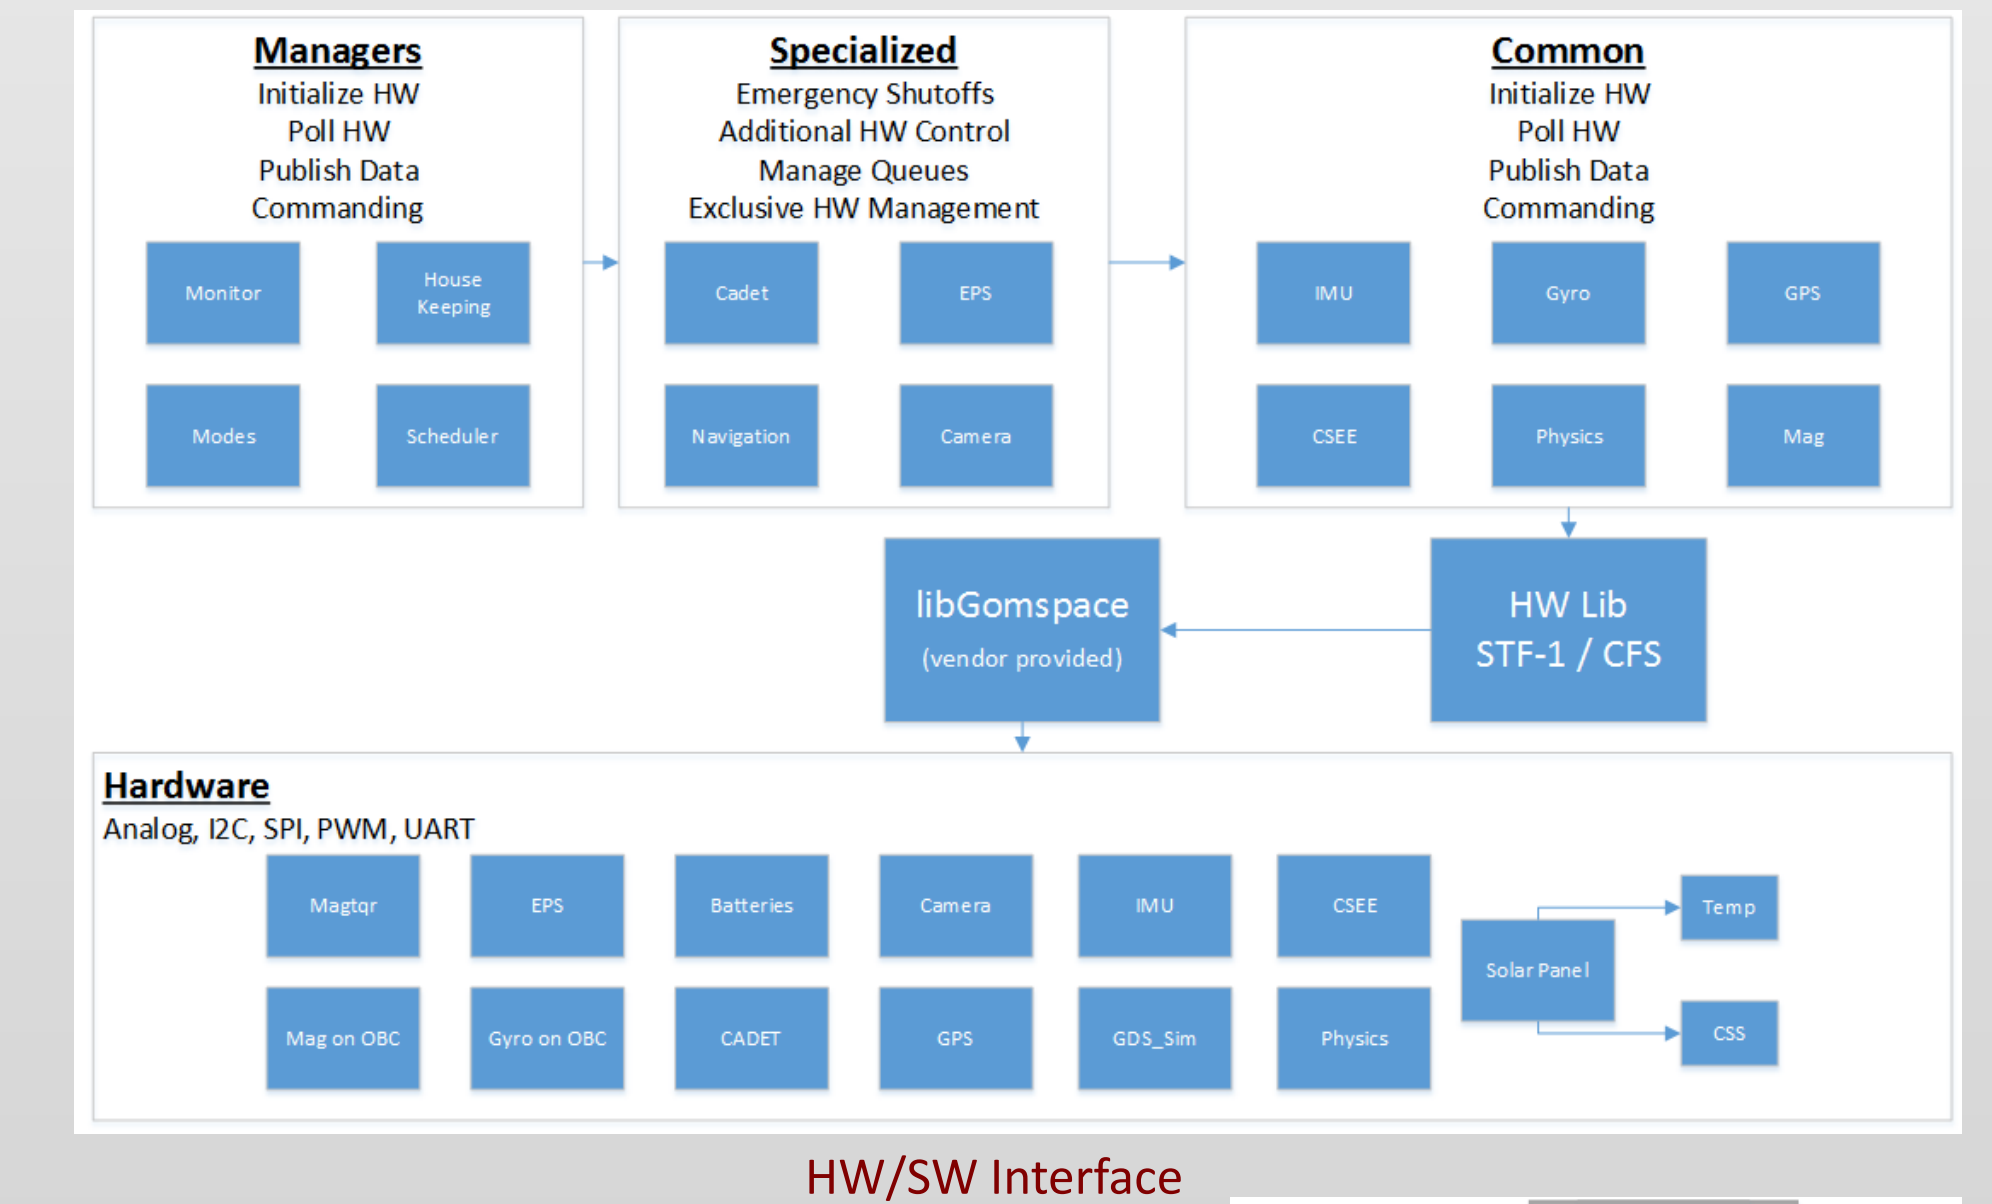 Managers
Initialize HW
Poll HW
Publish Data
Commanding
Monitor
House
Keeping
Modes
Scheduler
Specialized
Emergency Shutoffs
Additional HW Control
Manage Queues
Exclusive HW Management
Cadet
EPS
Navigation
Camera
Common
Initialize HW
Poll HW
Publish Data
Commanding
IMU
Gyro
GPS
CSEE
Physics
Mag
libGomspace
(vendor provided)
HW Lib
STF-1 / CFS
Hardware
Analog, I2C, SPI, PWM, UART
Magtqr
EPS
Batteries
Camera
IMU
CSEE
Mag on OBC
Gyro on OBC
CADET
GPS
GDS_Sim
Physics
Solar Panel
Temp
CSS
HW/SW Interface